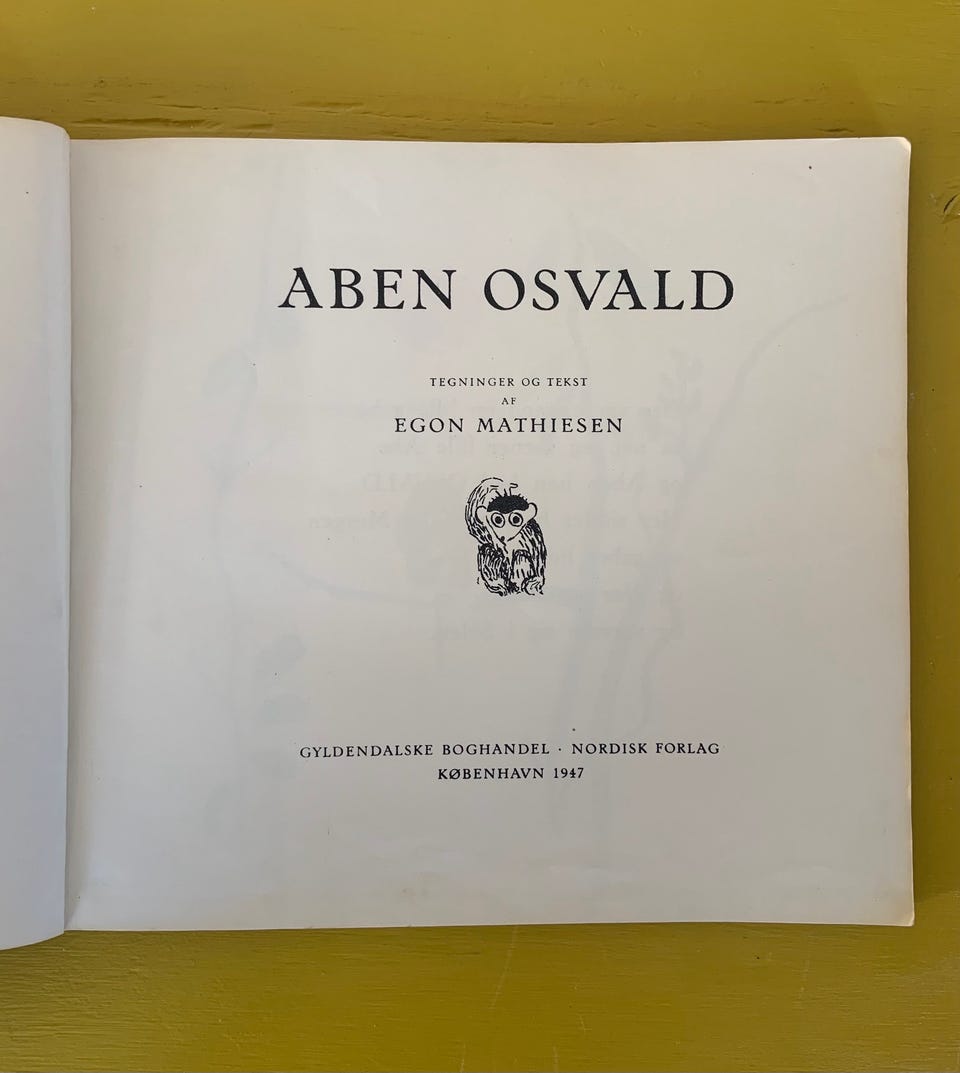 ABEN OSVALD
TEGNINGER OG TEKST
AF
EGON MATHIESEN
GYLDENDALSKE BOGHANDEL · NORDISK FORLAG
KØBENHAVN 1947